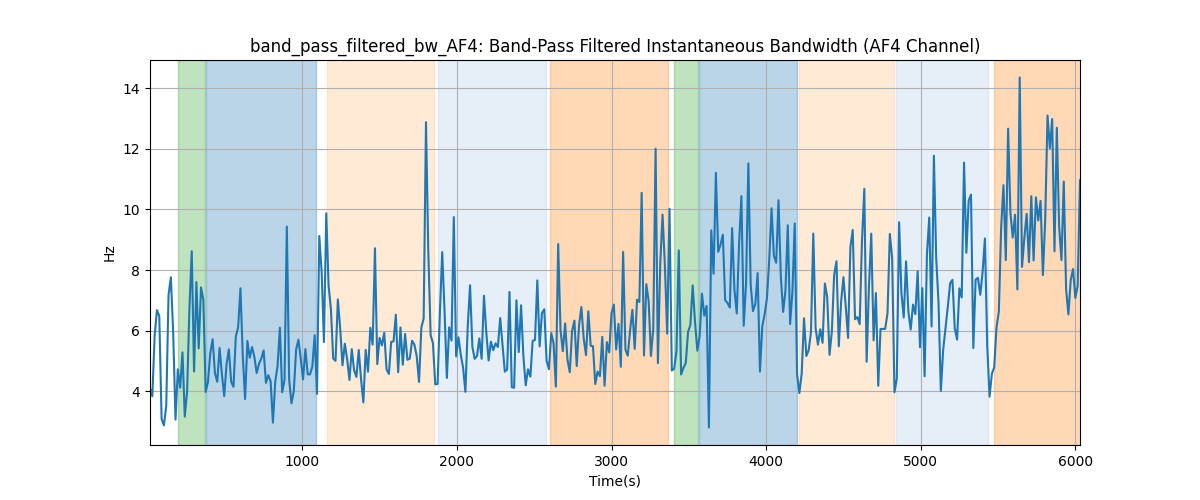 band_pass_filtered_bw_AF4: Band-Pass Filtered Instantaneous Bandwidth (AF4 Channel)
14
12
10
8
6
4
Hz
1000 2000 3000 4000 5000 6000
Time(s)